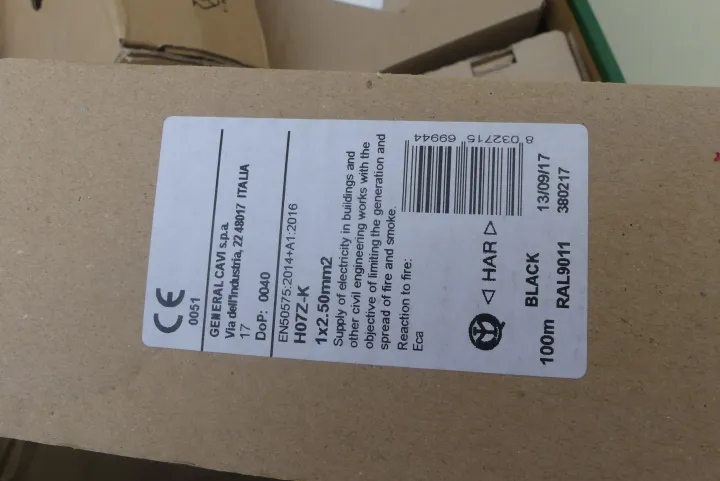 CE
0051
GENERAL CAVI s.p.a.
Via dell'Industria, 22 48017 ITALIA
17
DoP: 0040
EN50575:2014+A1:2016
H07Z-K
1x2.50mm2
Supply of electricity in buildings and
other civil engineering works with the
objective of limiting the generation and
spread of fire and smoke.
Reaction to fire:
Eca
8 032715 69944
◁ HAR ▷
100m BLACK 13/09/17
RAL9011 380217